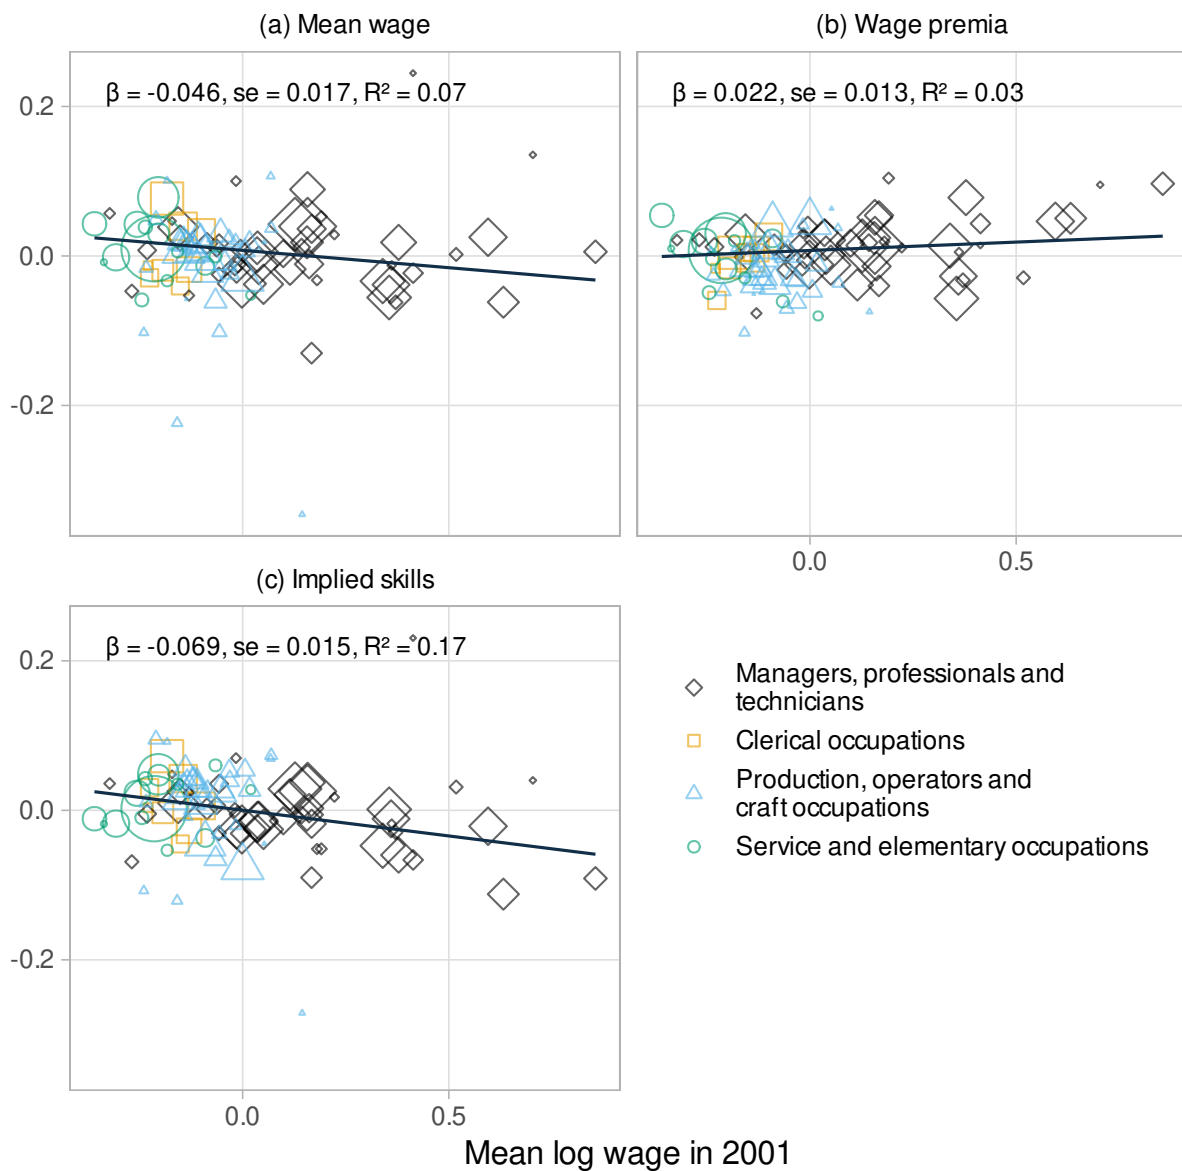 (a) Mean wage
(b) Wage premia
β = -0.046, se = 0.017, R² = 0.07
β = 0.022, se = 0.013, R² = 0.03
0.2
0.0
-0.2
0.0
0.5
(c) Implied skills
β = -0.069, se = 0.015, R² = 0.17
0.2
0.0
-0.2
0.0
0.5
Managers, professionals and
technicians
Clerical occupations
Production, operators and
craft occupations
Service and elementary occupations
Mean log wage in 2001